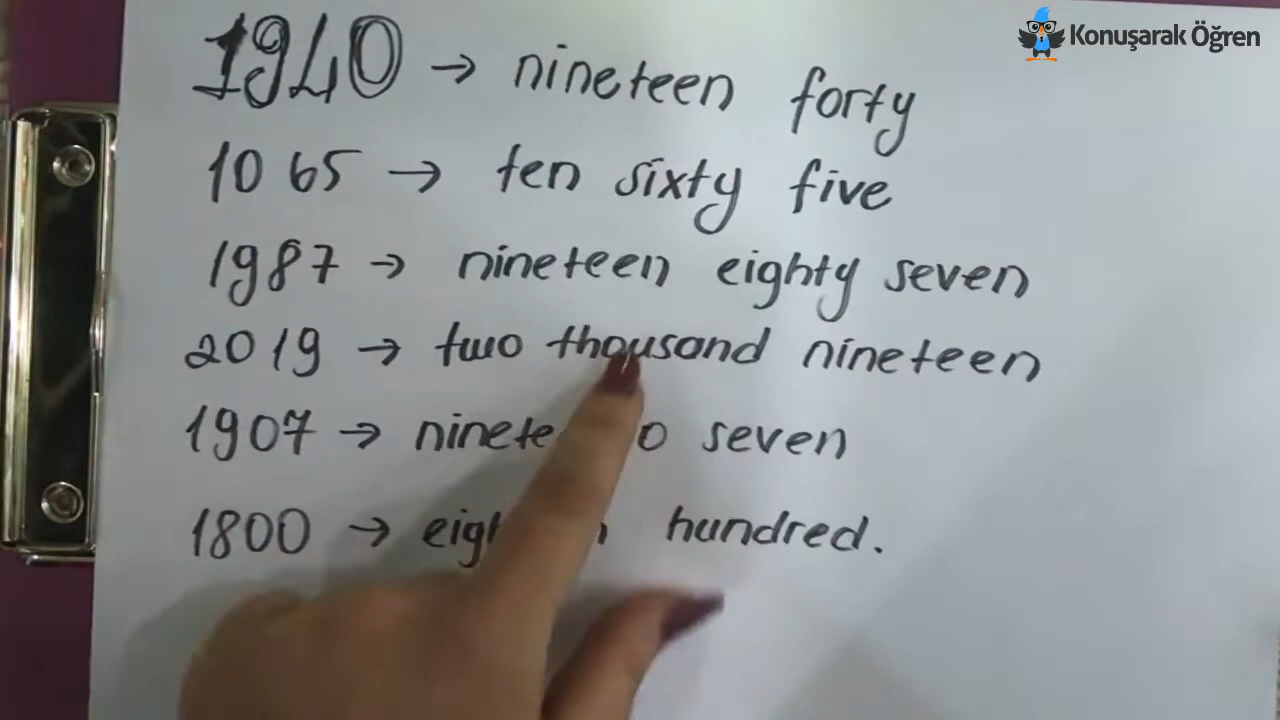 Konuşarak Öğren
1940 → nineteen forty
1065 → ten sixty five
1987 → nineteen eighty seven
2019 → two thousand nineteen
1907 → seven
1800 → hundred.